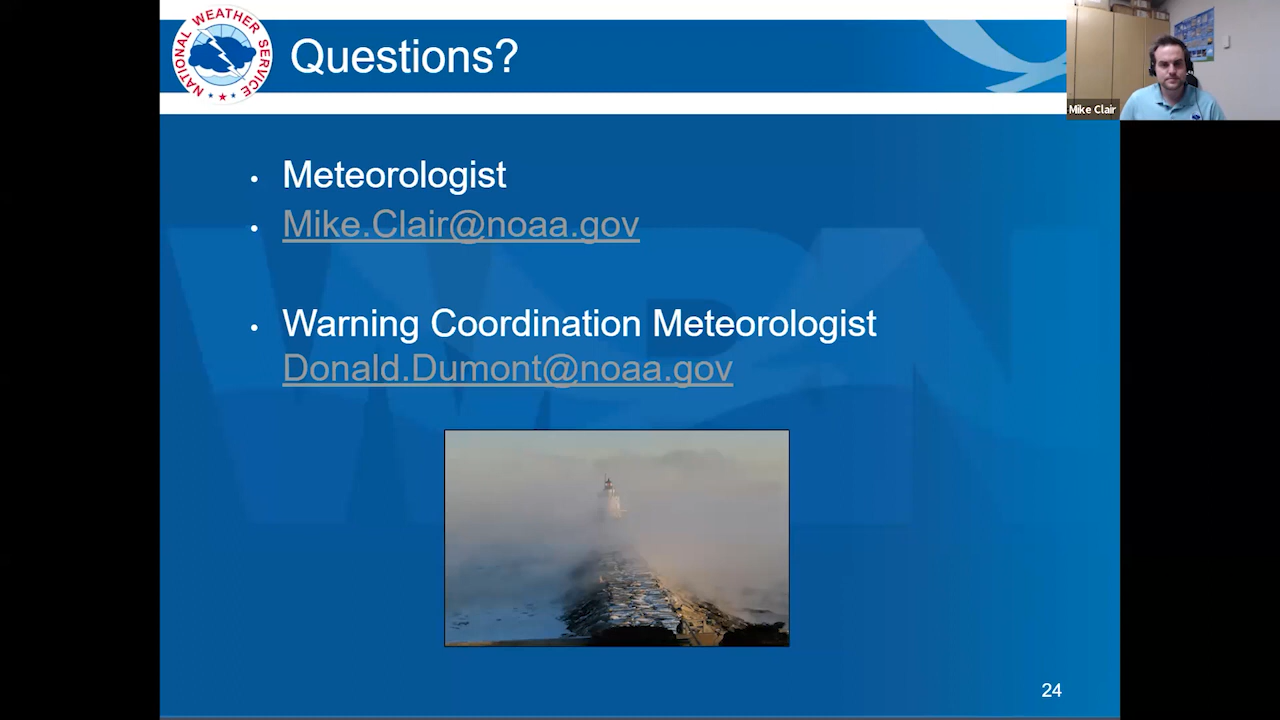 NATIONAL WEATHER SERVICE
Questions?
Mike Clair
Meteorologist
Mike.Clair@noaa.gov
Warning Coordination Meteorologist
Donald.Dumont@noaa.gov
WRN
24